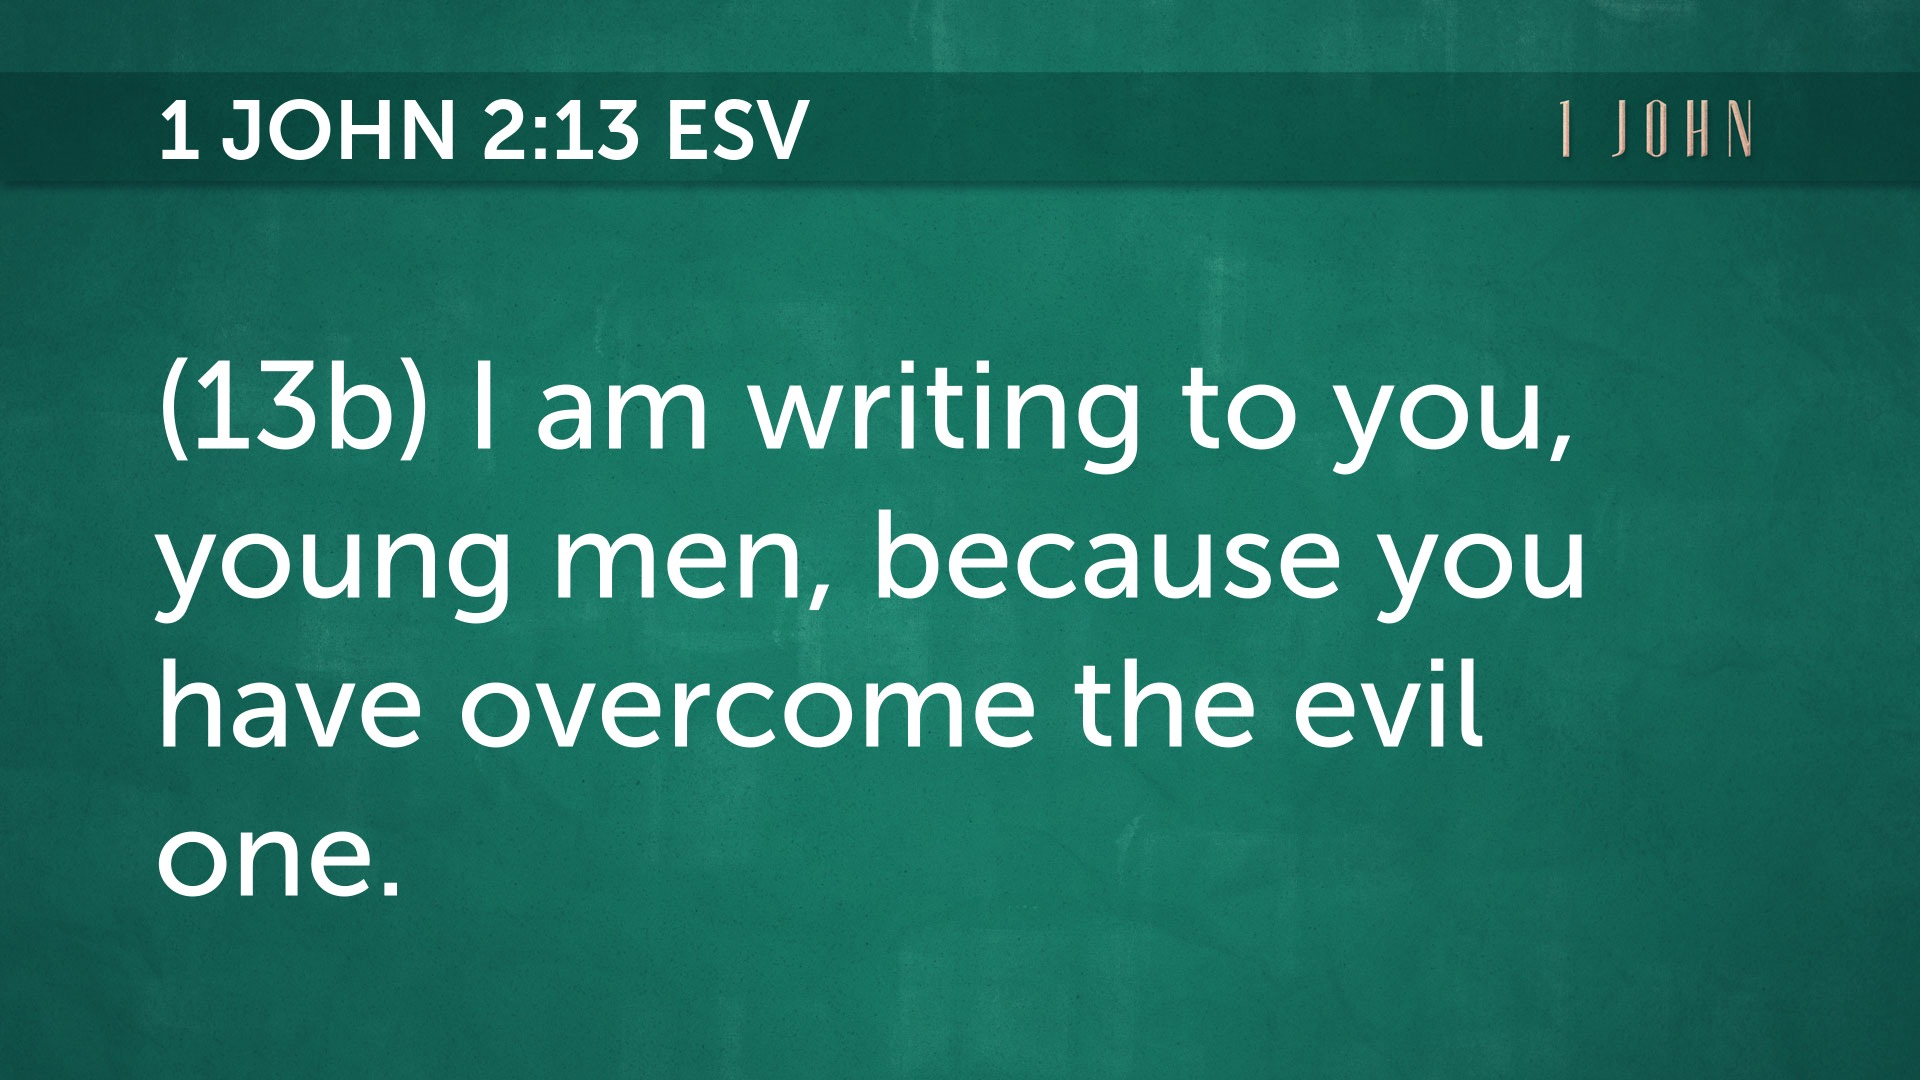 1 JOHN 2:13 ESV
1 JOHN
(13b) I am writing to you,
young men, because you
have overcome the evil
one.